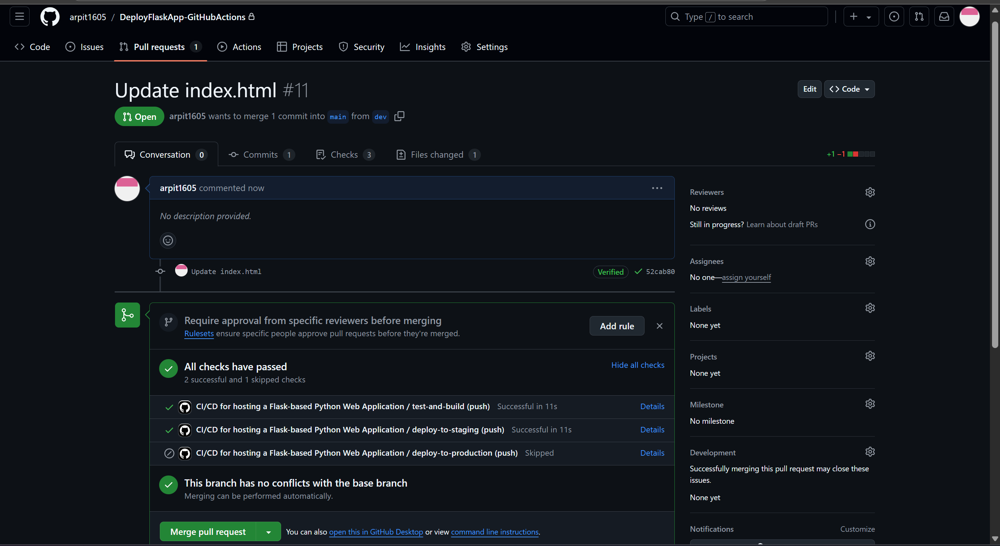 arpit1605 / DeployFlaskApp-GitHubActions
Type / to search
Code
Issues
Pull requests 1
Actions
Projects
Security
Insights
Settings
Update index.html #11
Edit
Code
Open
arpit1605 wants to merge 1 commit into main from dev
Conversation 0
Commits 1
Checks 3
Files changed 1
+1 −1
arpit1605 commented now
No description provided.
Update index.html
Verified
52cab80
Require approval from specific reviewers before merging
Rulesets ensure specific people approve pull requests before they're merged.
Add rule
All checks have passed
2 successful and 1 skipped checks
Hide all checks
CI/CD for hosting a Flask-based Python Web Application / test-and-build (push) Successful in 11s Details
CI/CD for hosting a Flask-based Python Web Application / deploy-to-staging (push) Successful in 11s Details
CI/CD for hosting a Flask-based Python Web Application / deploy-to-production (push) Skipped Details
This branch has no conflicts with the base branch
Merging can be performed automatically.
Merge pull request
You can also open this in GitHub Desktop or view command line instructions.
Reviewers
No reviews
Still in progress? Learn about draft PRs
Assignees
No one—assign yourself
Labels
None yet
Projects
None yet
Milestone
No milestone
Development
Successfully merging this pull request may close these
issues.
None yet
Notifications
Customize